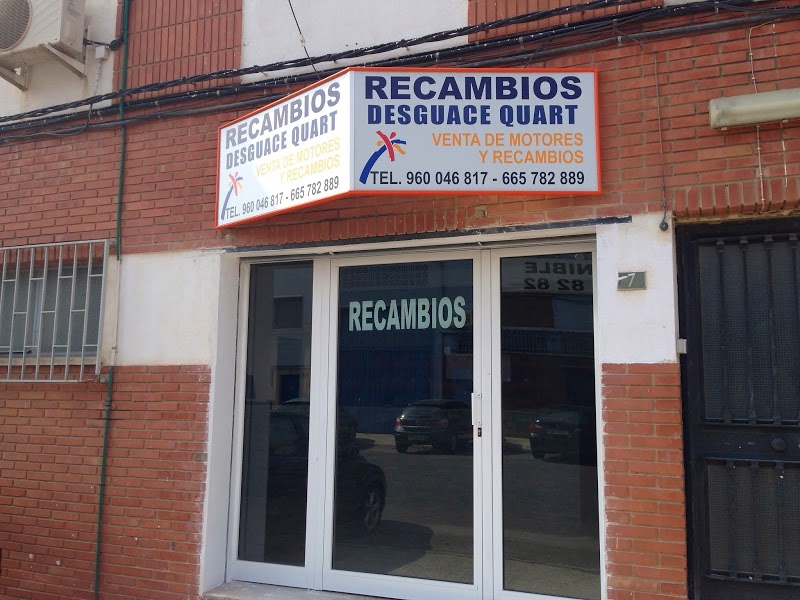 RECAMBIOS
DESGUACE QUART
VENTA DE MOTORES
Y RECAMBIOS
TEL. 960 046 817 - 665 782 889
RECAMBIOS
DESGUACE QUART
VENTA DE MOTORES
Y RECAMBIOS
TEL. 960 046 817 - 665 782 889
RECAMBIOS
7